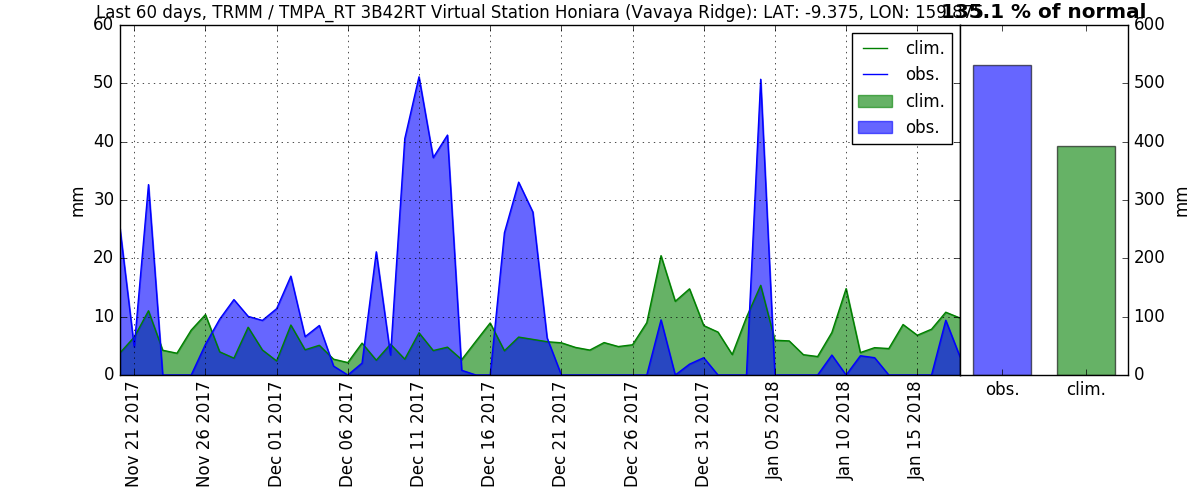 Last 60 days, TRMM / TMPA_RT 3B42RT Virtual Station Honiara (Vavaya Ridge): LAT: -9.375, LON:
135.1 % of normal
60
50
40
30
20
10
0
mm
clim.
obs.
clim.
obs.
600
500
400
300
200
100
0
mm
obs.
clim.
Nov 21 2017
Nov 26 2017
Dec 01 2017
Dec 06 2017
Dec 11 2017
Dec 16 2017
Dec 21 2017
Dec 26 2017
Dec 31 2017
Jan 05 2018
Jan 10 2018
Jan 15 2018